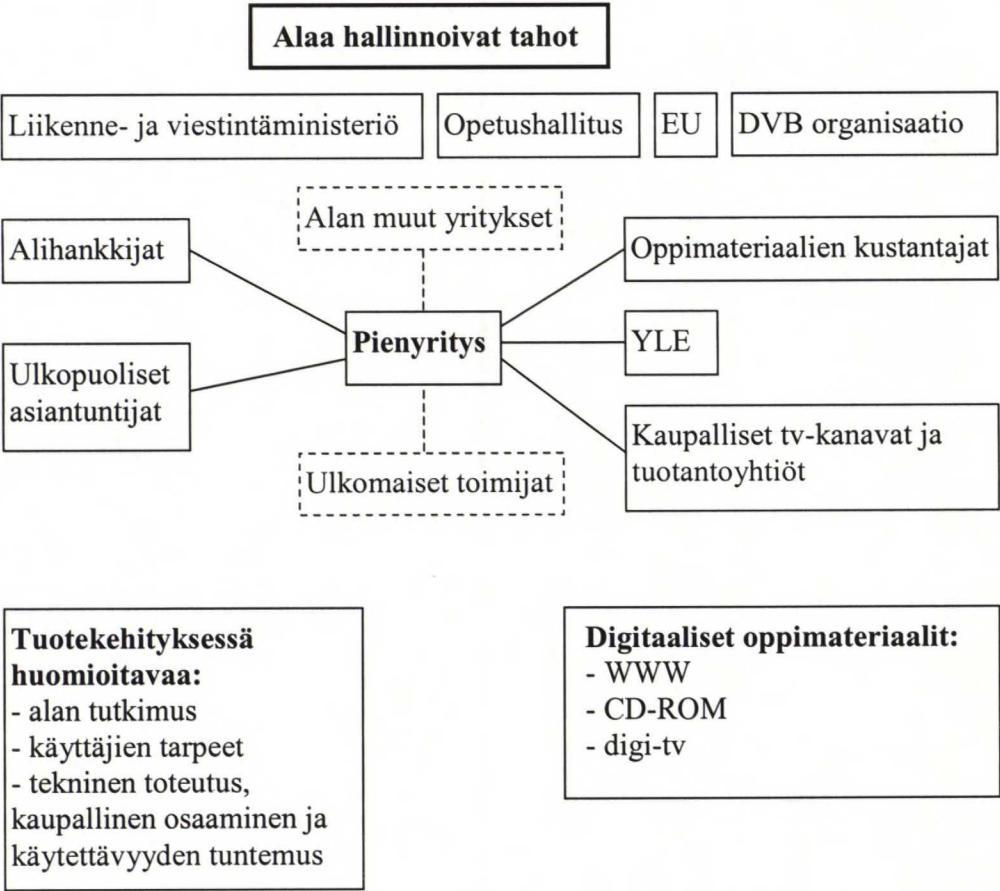 Alaa hallinnoivat tahot
Liikenne- ja viestintäministeriö
Opetushallitus
EU
DVB organisaatio
Alan muut yritykset
Alihankkijat
Oppimateriaalien kustantajat
Pienyritys
YLE
Ulkopuoliset
asiantuntijat
Kaupalliset tv-kanavat ja
tuotantoyhtiöt
Ulkomaiset toimijat
Tuotekehityksessä
huomioitavaa:
- alan tutkimus
- käyttäjien tarpeet
- tekninen toteutus,
kaupallinen osaaminen ja
käytettävyyden tuntemus
Digitaaliset oppimateriaalit:
- WWW
- CD-ROM
- digi-tv